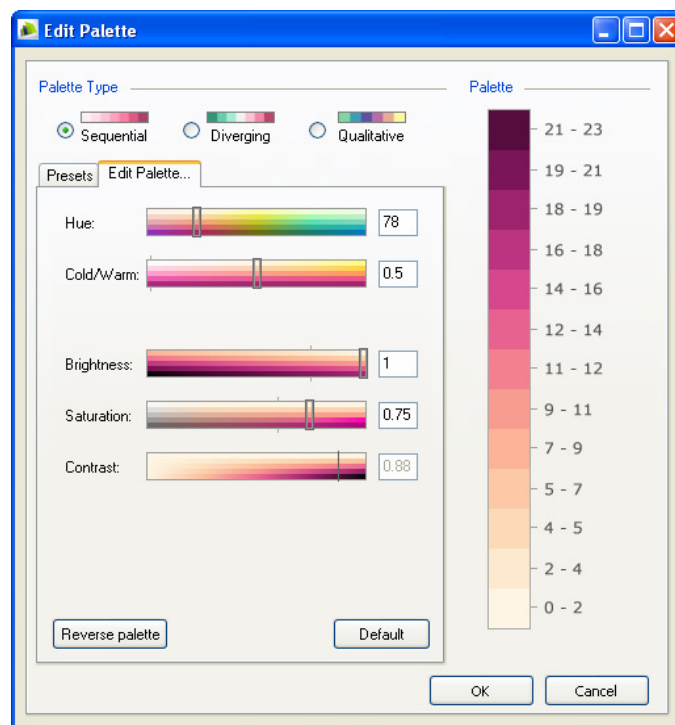 Edit Palette
Palette Type
Sequential
Diverging
Qualitative
Presets
Edit Palette...
Hue:
78
Cold/Warm:
0.5
Brightness:
1
Saturation:
0.75
Contrast:
0.88
Reverse palette
Default
Palette
21 - 23
19 - 21
18 - 19
16 - 18
14 - 16
12 - 14
11 - 12
9 - 11
7 - 9
5 - 7
4 - 5
2 - 4
0 - 2
OK
Cancel